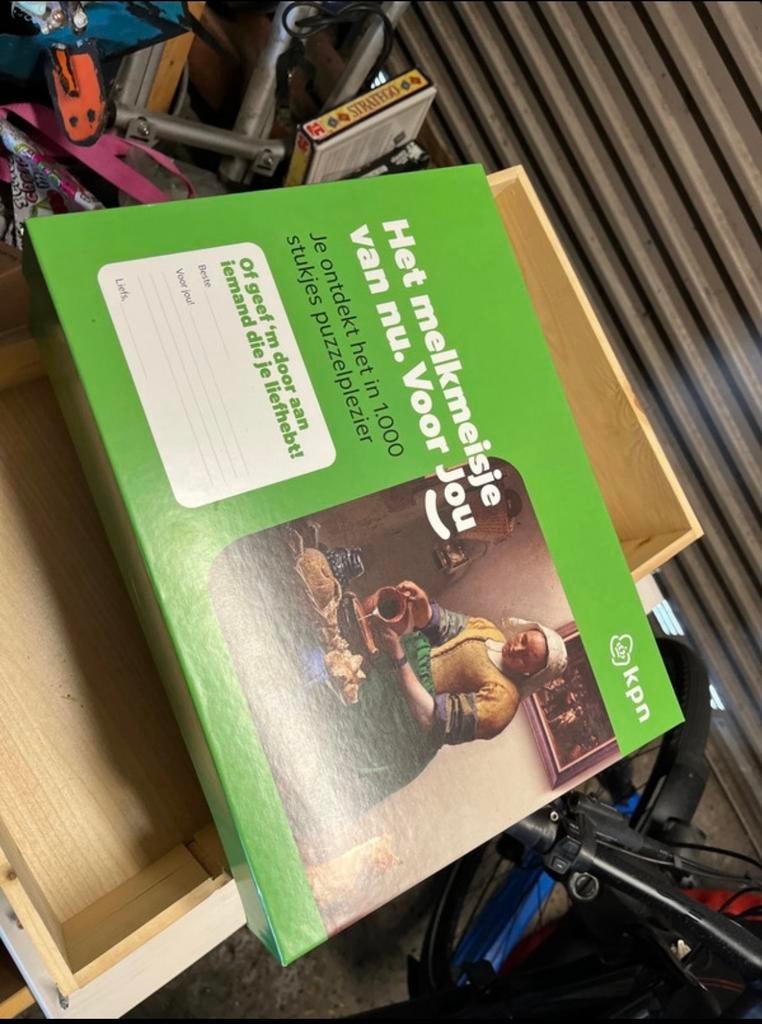 Het melkmeisje
van nu. Voor jou
Je ontdekt het in 1.000
stukjes puzzelplezier
Of geef 'm door aan
iemand die je liefhebt!
Beste
Voor jou!
Liefs,
kpn
STRATEGO